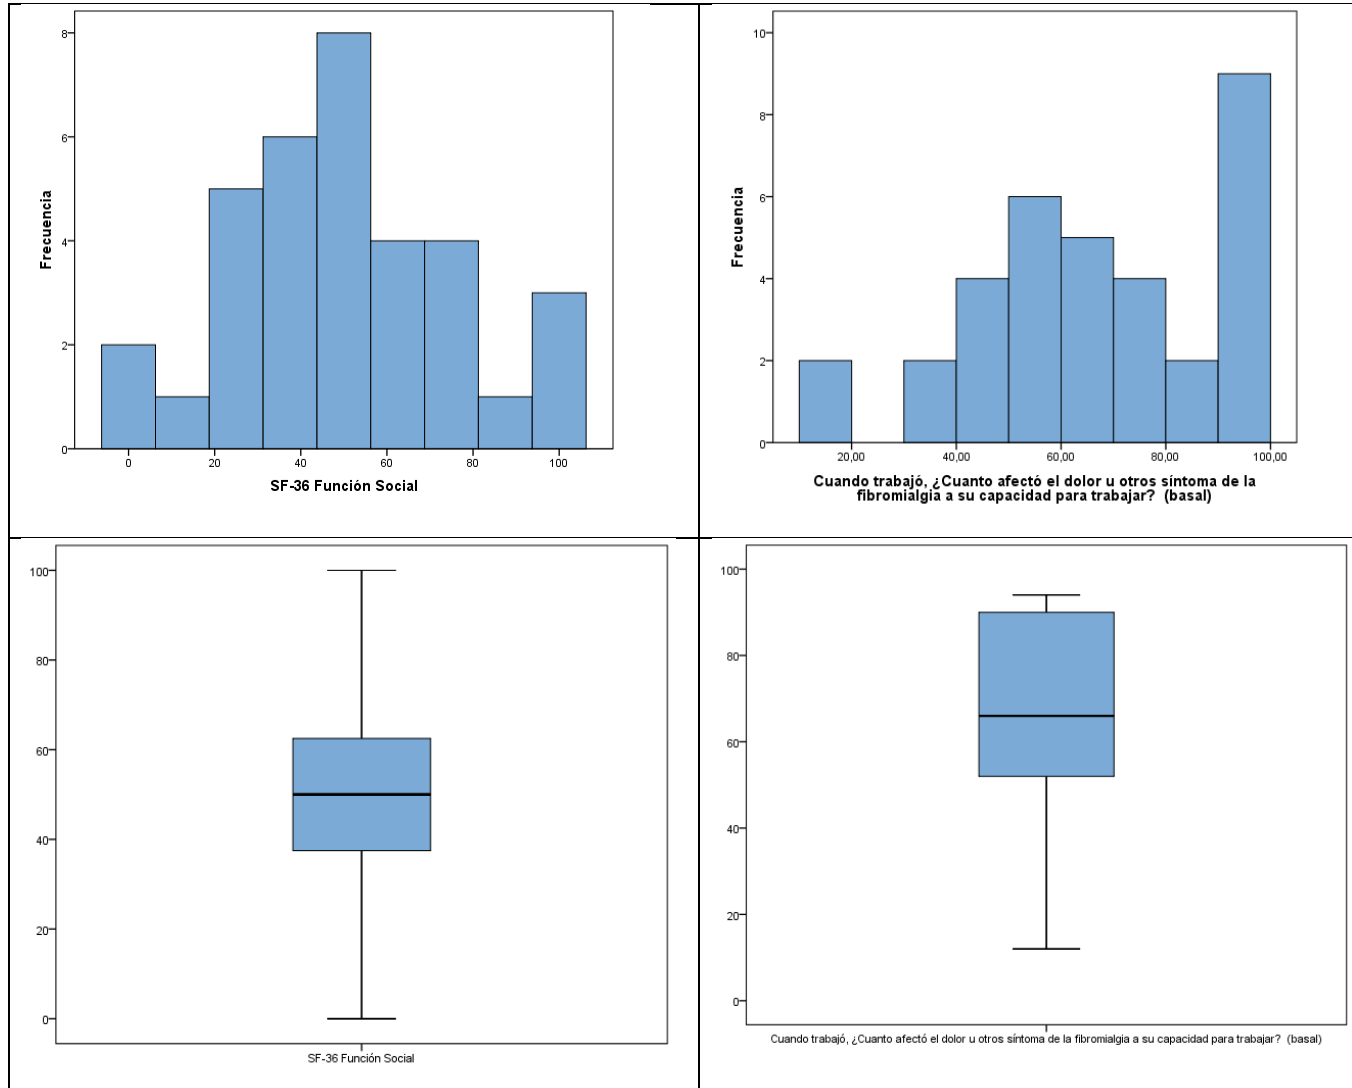 8
6
4
2
0
Frecuencia
0 20 40 60 80 100
SF-36 Función Social
10
8
6
4
2
0
Frecuencia
20,00 40,00 60,00 80,00 100,00
Cuando trabajó, ¿Cuanto afectó el dolor u otros síntoma de la
fibromialgia a su capacidad para trabajar? (basal)
100
80
60
40
20
0
SF-36 Función Social
100
80
60
40
20
0
Cuando trabajó, ¿Cuanto afectó el dolor u otros síntoma de la fibromialgia a su capacidad para trabajar? (basal)